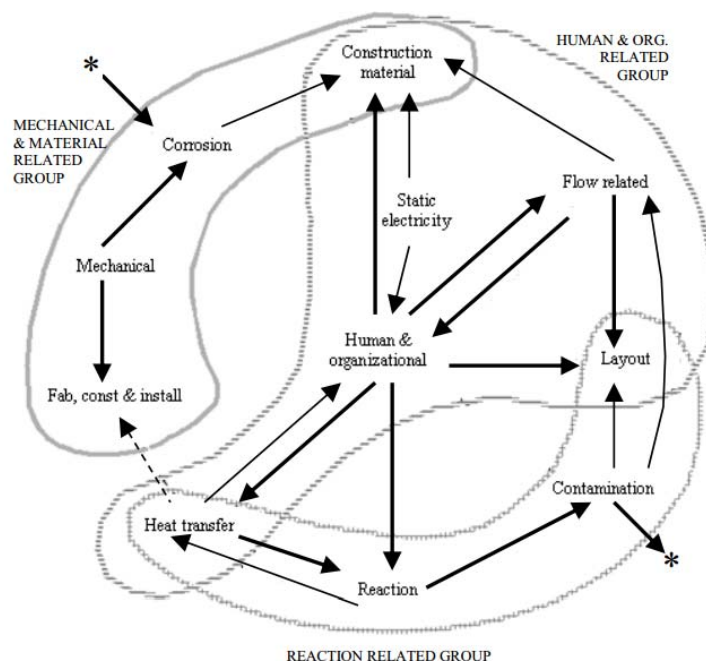 HUMAN & ORG.
RELATED
GROUP
Construction
material
*
MECHANICAL
& MATERIAL
RELATED
GROUP
Corrosion
Flow related
Static
electricity
Mechanical
Human &
organizational
Layout
Fab, const & install
Contamination
Heat transfer
*
Reaction
REACTION RELATED GROUP